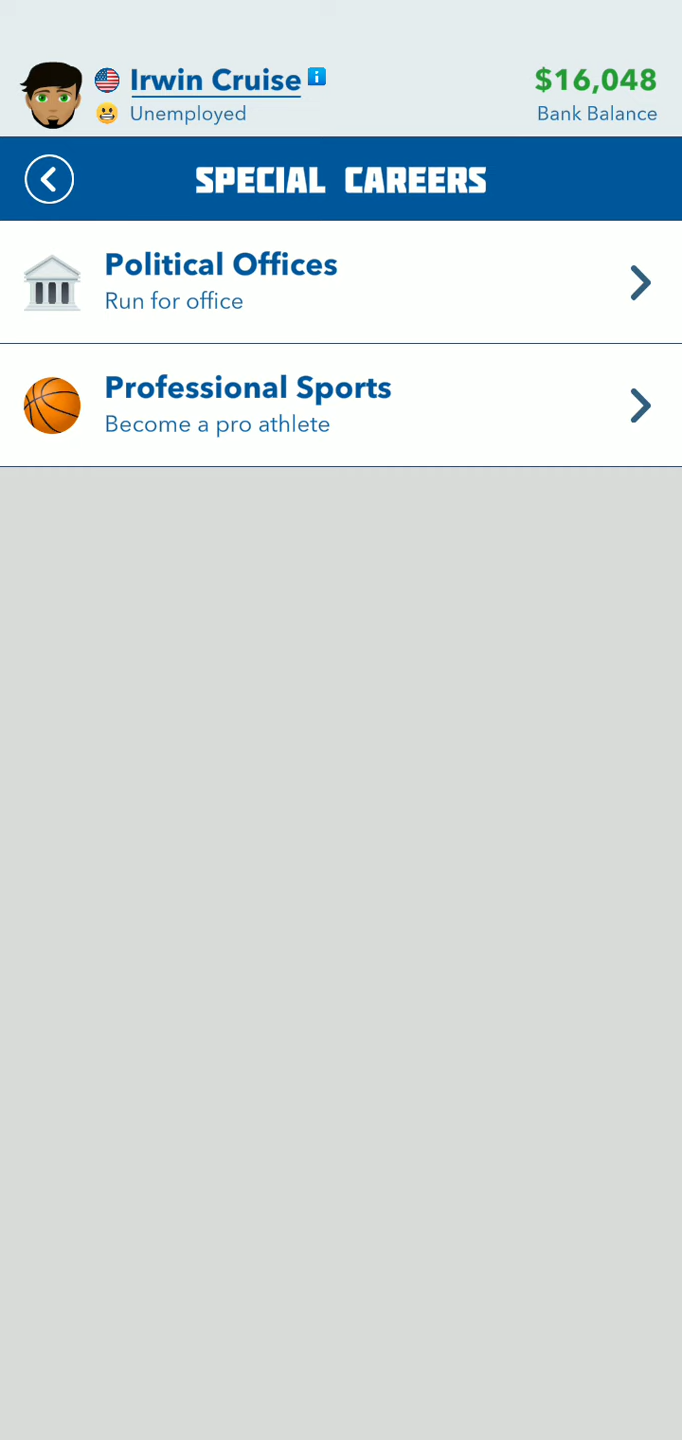 Irwin Cruise
$16,048
Unemployed
Bank Balance
SPECIAL CAREERS
Political Offices
Run for office
Professional Sports
Become a pro athlete